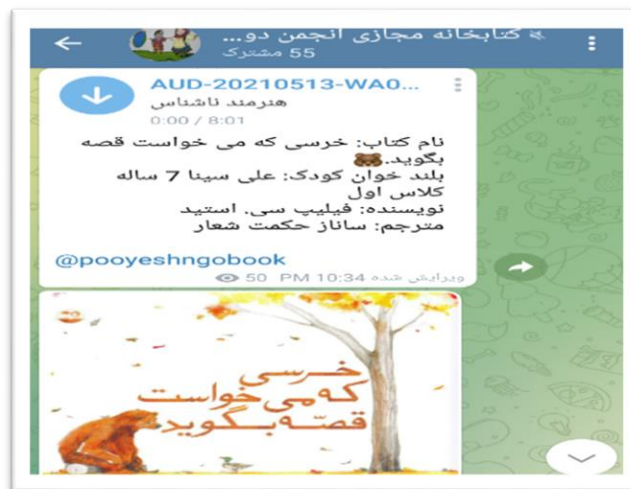 کتابخانه مجازی انجمن دو...
55 مشترک
AUD-20210513-WA0...
هنرمند ناشناس
0:00 / 8:01
نام کتاب: خرسی که می خواست قصه
بگوید.🐻
بلند خوان کودک: علی سینا 7 ساله
کلاس اول
نویسنده: فیلیپ سی. استید
مترجم: ساناز حکمت شعار
@pooyeshngobook
ویرایش شده 10:34 PM 50
خرسی
که می خواست
قصّه بگوید